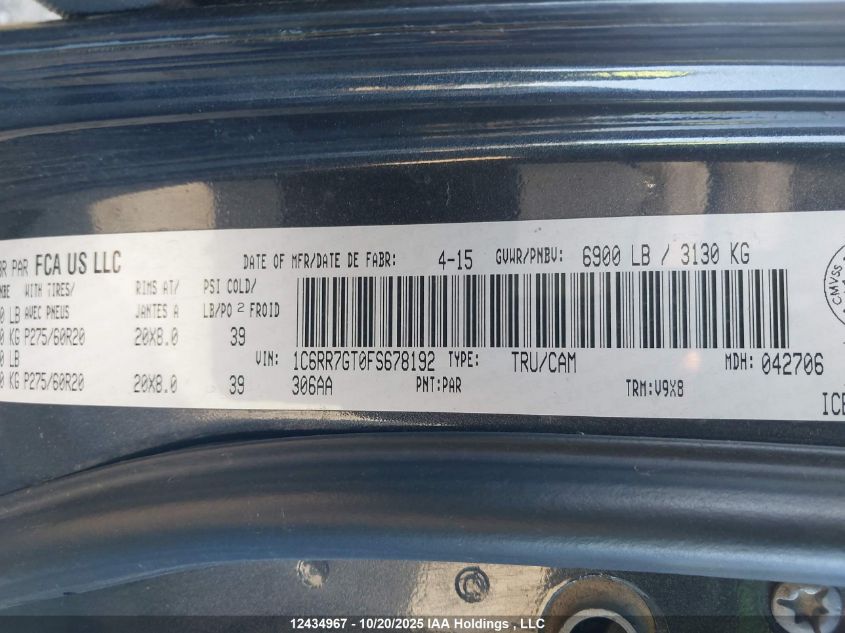 BR PAR FCA US LLC DATE OF MFR/DATE DE FABR: 4-15 GVWR/PNBV: 6900 LB / 3130 KG
NBE WITH TIRES/ RIMS AT/ PSI COLD/
LB AVEC PNEUS JANTES A LB/PO 2 FROID
KG P275/60R20 20X8.0 39
LB VIN: 1C6RR7GT0FS678192 TYPE: TRU/CAM MDH: 042706
KG P275/60R20 20X8.0 39 306AA PNT:PAR TRM:V9X8
CMVSS
12434967 - 10/20/2025 IAA Holdings , LLC